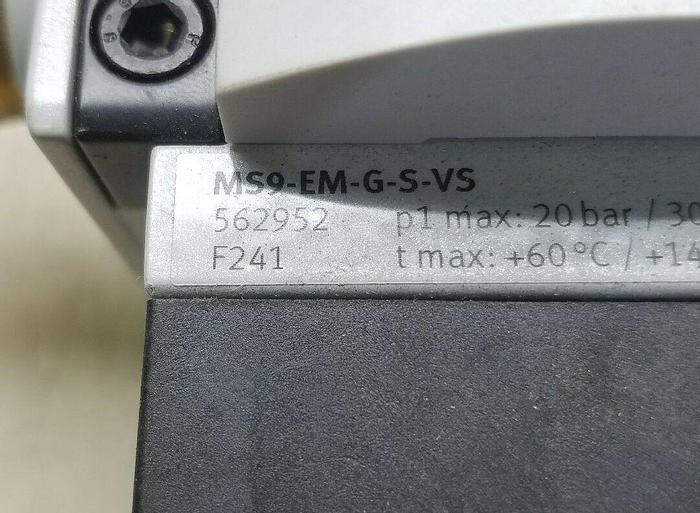 MS9-EM-G-S-VS
562952 p1 max: 20 bar / 30
F241 t max: +60°C / +14